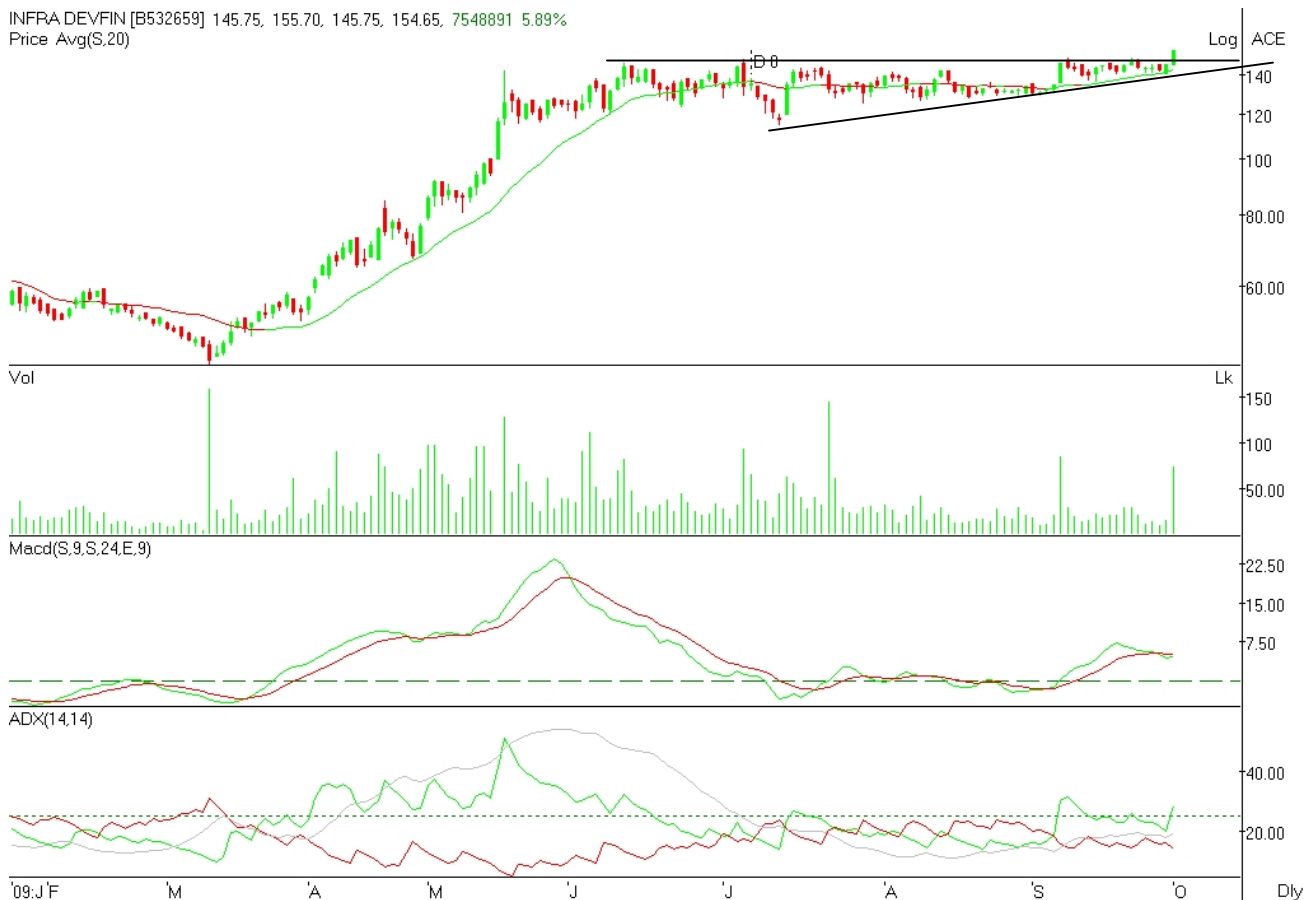 INFRA DEVFIN [B532659] 145.75, 155.70, 145.75, 154.65, 7548891 5.89%
Price Avg(S,20)
Log ACE
D 0
140
120
100
80.00
60.00
Vol Lk
150
100
50.00
Macd(S,9,S,24,E,9)
22.50
15.00
7.50
ADX(14,14)
40.00
20.00
'09:J 'F 'M 'A 'M 'J 'J 'A 'S 'O Dly